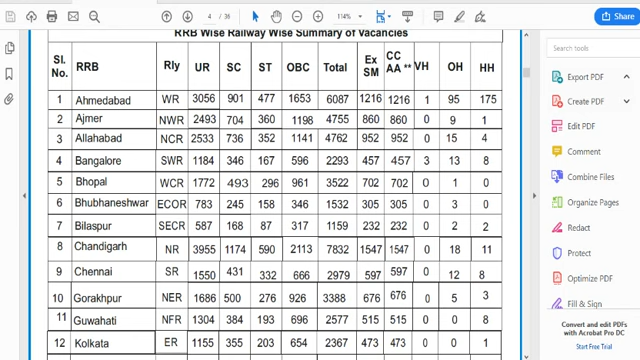 4 / 36
114%
Share
RRB Wise Railway Wise Summary of Vacancies
Sl. No. RRB Rly UR SC ST OBC Total Ex SM CC AA ** VH OH HH
1 Ahmedabad WR 3056 901 477 1653 6087 1216 1216 1 95 175
2 Ajmer NWR 2493 704 360 1198 4755 860 860 0 9 1
3 Allahabad NCR 2533 736 352 1141 4762 952 952 0 15 4
4 Bangalore SWR 1184 346 167 596 2293 457 457 3 13 8
5 Bhopal WCR 1772 493 296 961 3522 702 702 0 1 0
6 Bhubhaneshwar ECOR 783 245 158 346 1532 305 305 0 3 0
7 Bilaspur SECR 587 168 87 317 1159 232 232 0 2 2
8 Chandigarh NR 3955 1174 590 2113 7832 1547 1547 0 18 11
9 Chennai SR 1550 431 332 666 2979 597 597 0 12 8
10 Gorakhpur NER 1686 500 276 926 3388 676 676 0 5 3
11 Guwahati NFR 1304 384 193 696 2577 515 515 0 0 8
12 Kolkata ER 1155 355 203 654 2367 473 473 0 0 1
Search tools
Export PDF
Create PDF
Edit PDF
Comment
Combine Files
Organize Pages
Redact
Protect
Optimize PDF
Fill & Sign
Convert and edit PDFs
with Acrobat Pro DC
Start Free Trial